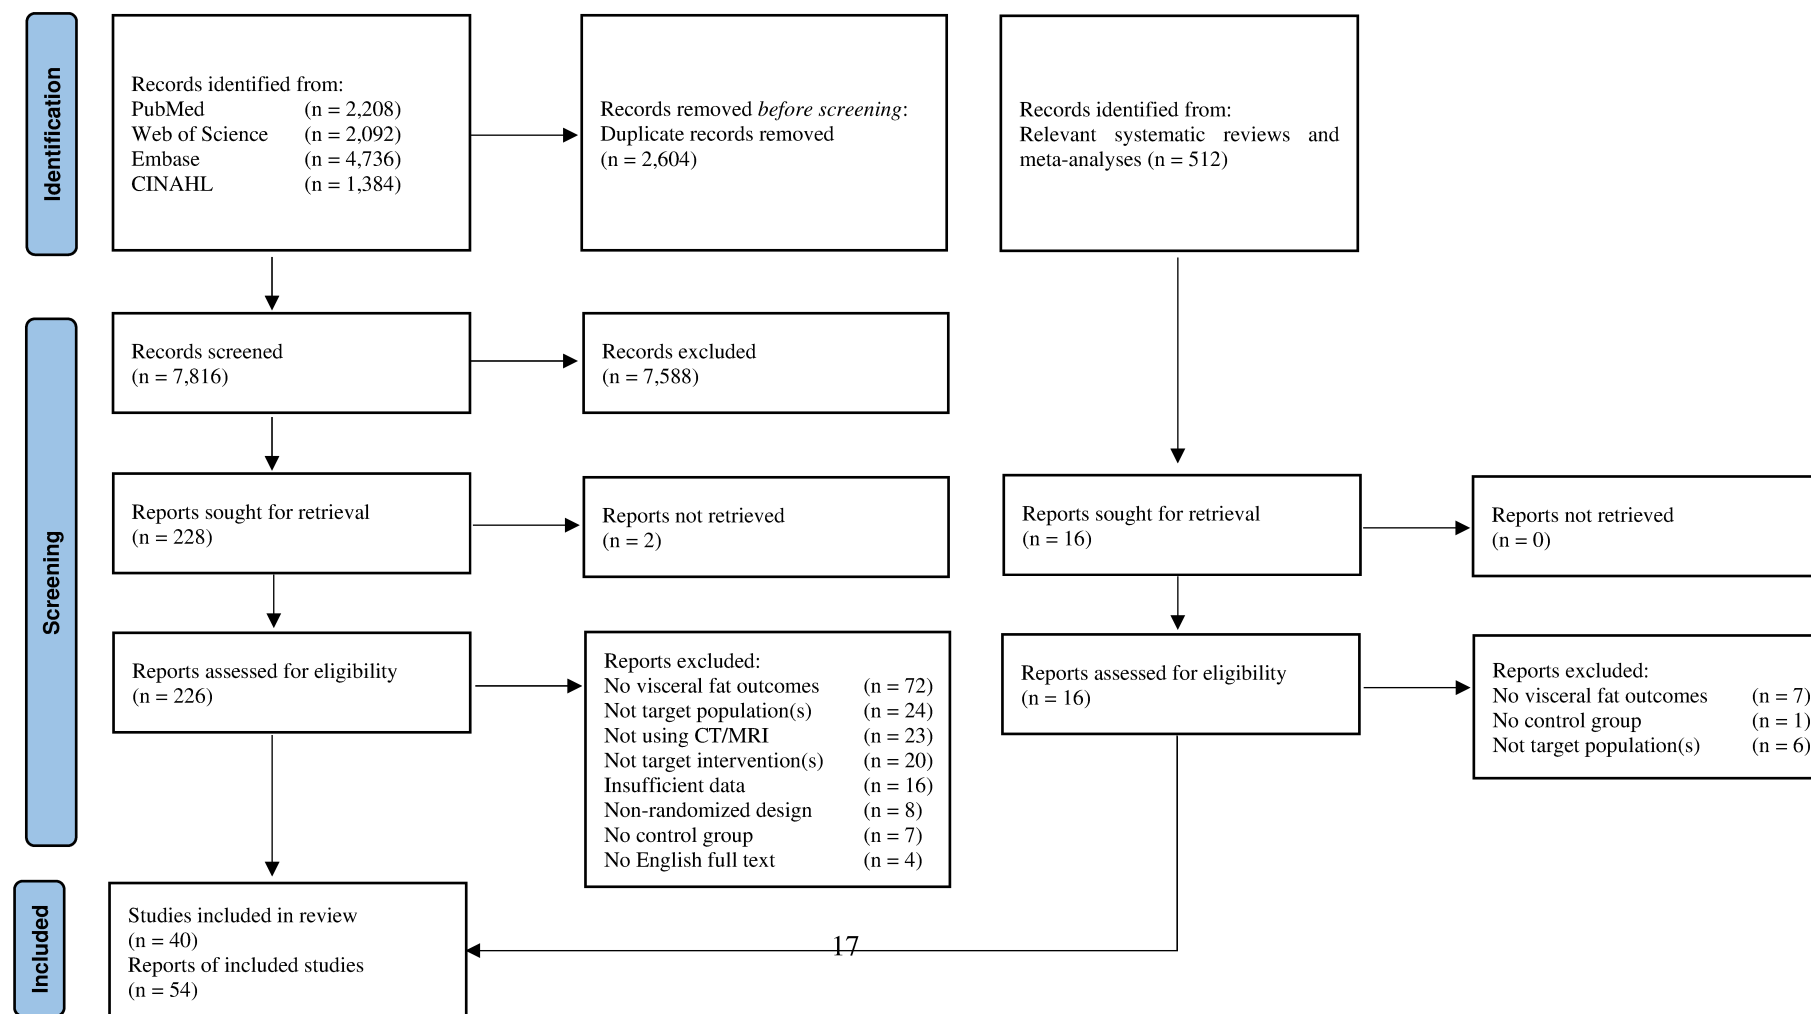 Identification
Records identified from:
PubMed (n = 2,208)
Web of Science (n = 2,092)
Embase (n = 4,736)
CINAHL (n = 1,384)
Records removed before screening:
Duplicate records removed
(n = 2,604)
Records identified from:
Relevant systematic reviews and
meta-analyses (n = 512)
Screening
Records screened
(n = 7,816)
Records excluded
(n = 7,588)
Reports sought for retrieval
(n = 228)
Reports not retrieved
(n = 2)
Reports sought for retrieval
(n = 16)
Reports not retrieved
(n = 0)
Reports assessed for eligibility
(n = 226)
Reports excluded:
No visceral fat outcomes (n = 72)
Not target population(s) (n = 24)
Not using CT/MRI (n = 23)
Not target intervention(s) (n = 20)
Insufficient data (n = 16)
Non-randomized design (n = 8)
No control group (n = 7)
No English full text (n = 4)
Reports assessed for eligibility
(n = 16)
Reports excluded:
No visceral fat outcomes (n = 7)
No control group (n = 1)
Not target population(s) (n = 6)
Included
Studies included in review
(n = 40)
Reports of included studies
(n = 54)
17